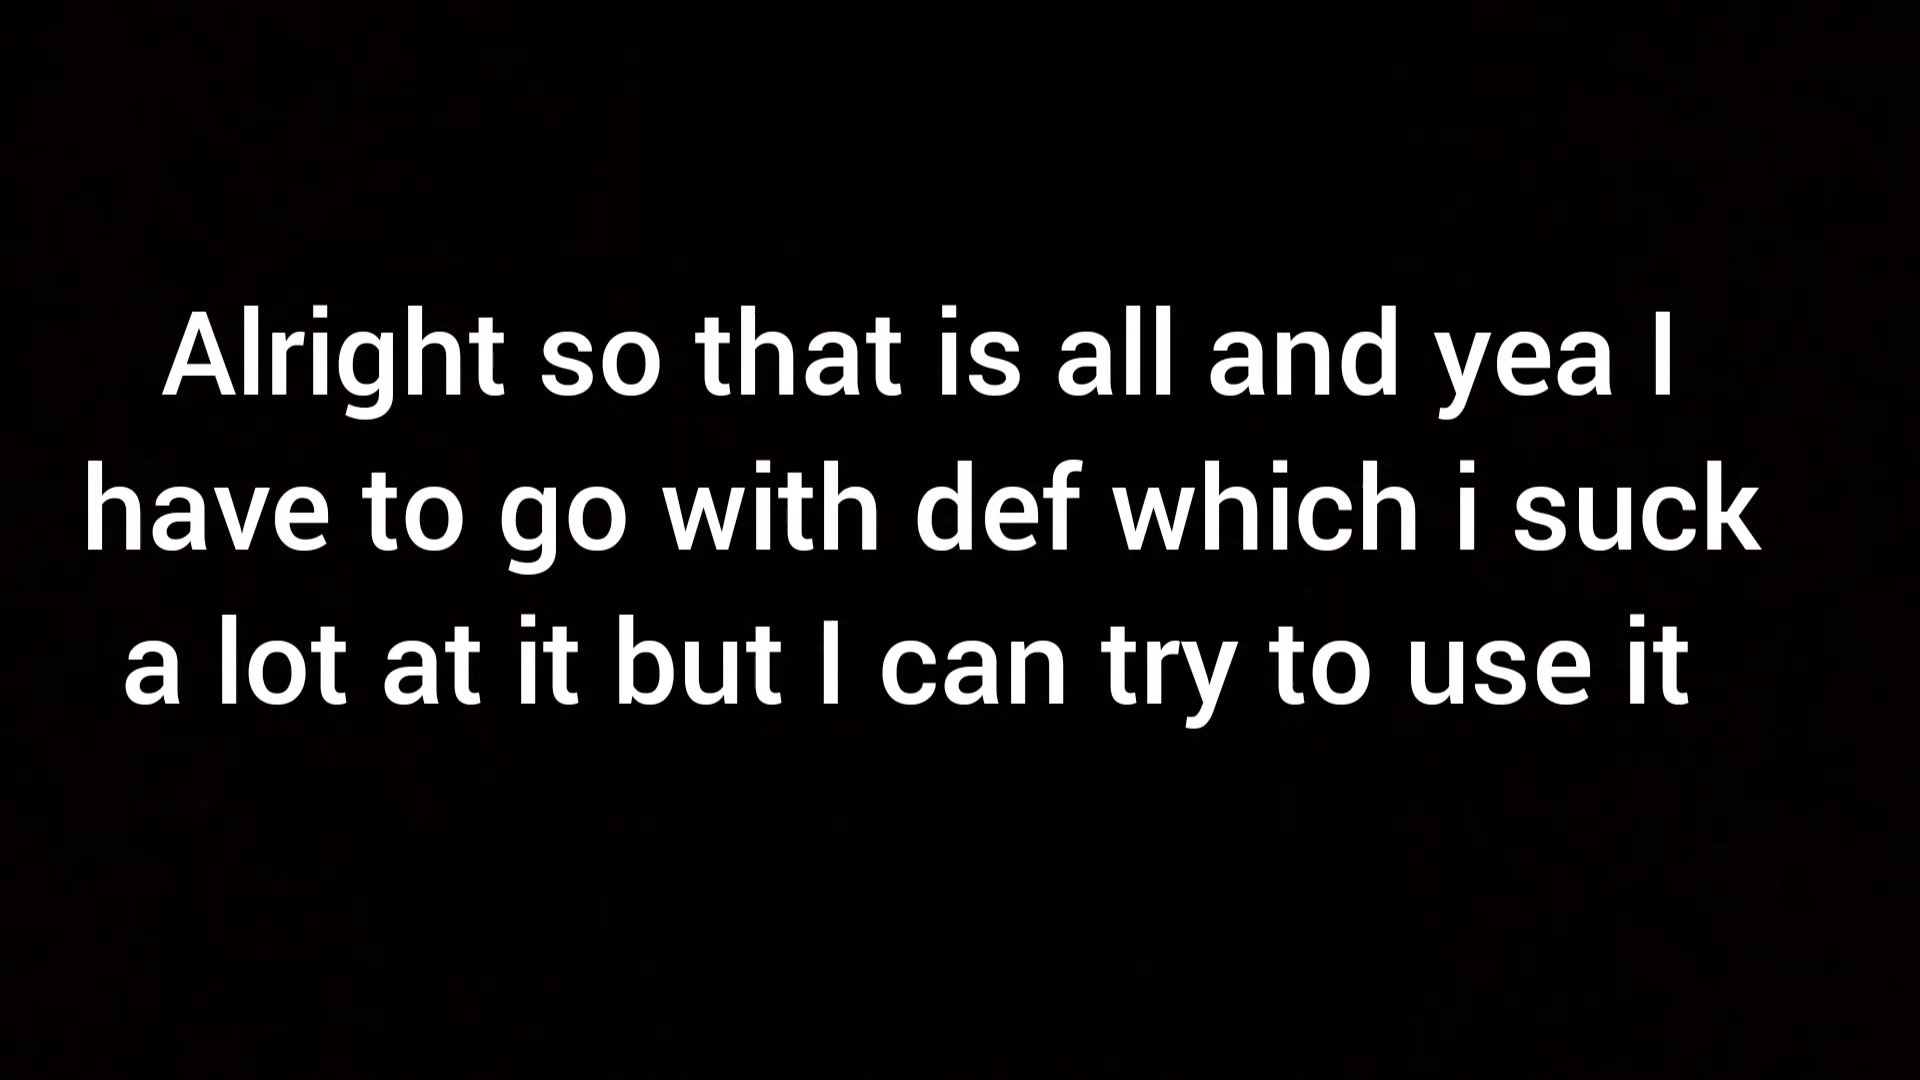 Alright so that is all and yea I
have to go with def which i suck
a lot at it but I can try to use it